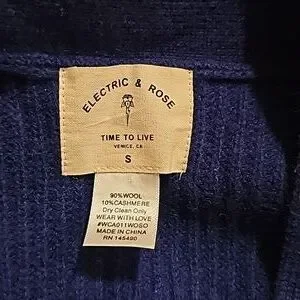 ELECTRIC & ROSE
TIME TO LIVE
VENICE, CA
S
90% WOOL
10% CASHMERE
Dry Clean Only
WEAR WITH LOVE
#WCA011WOSO
MADE IN CHINA
RN 145490